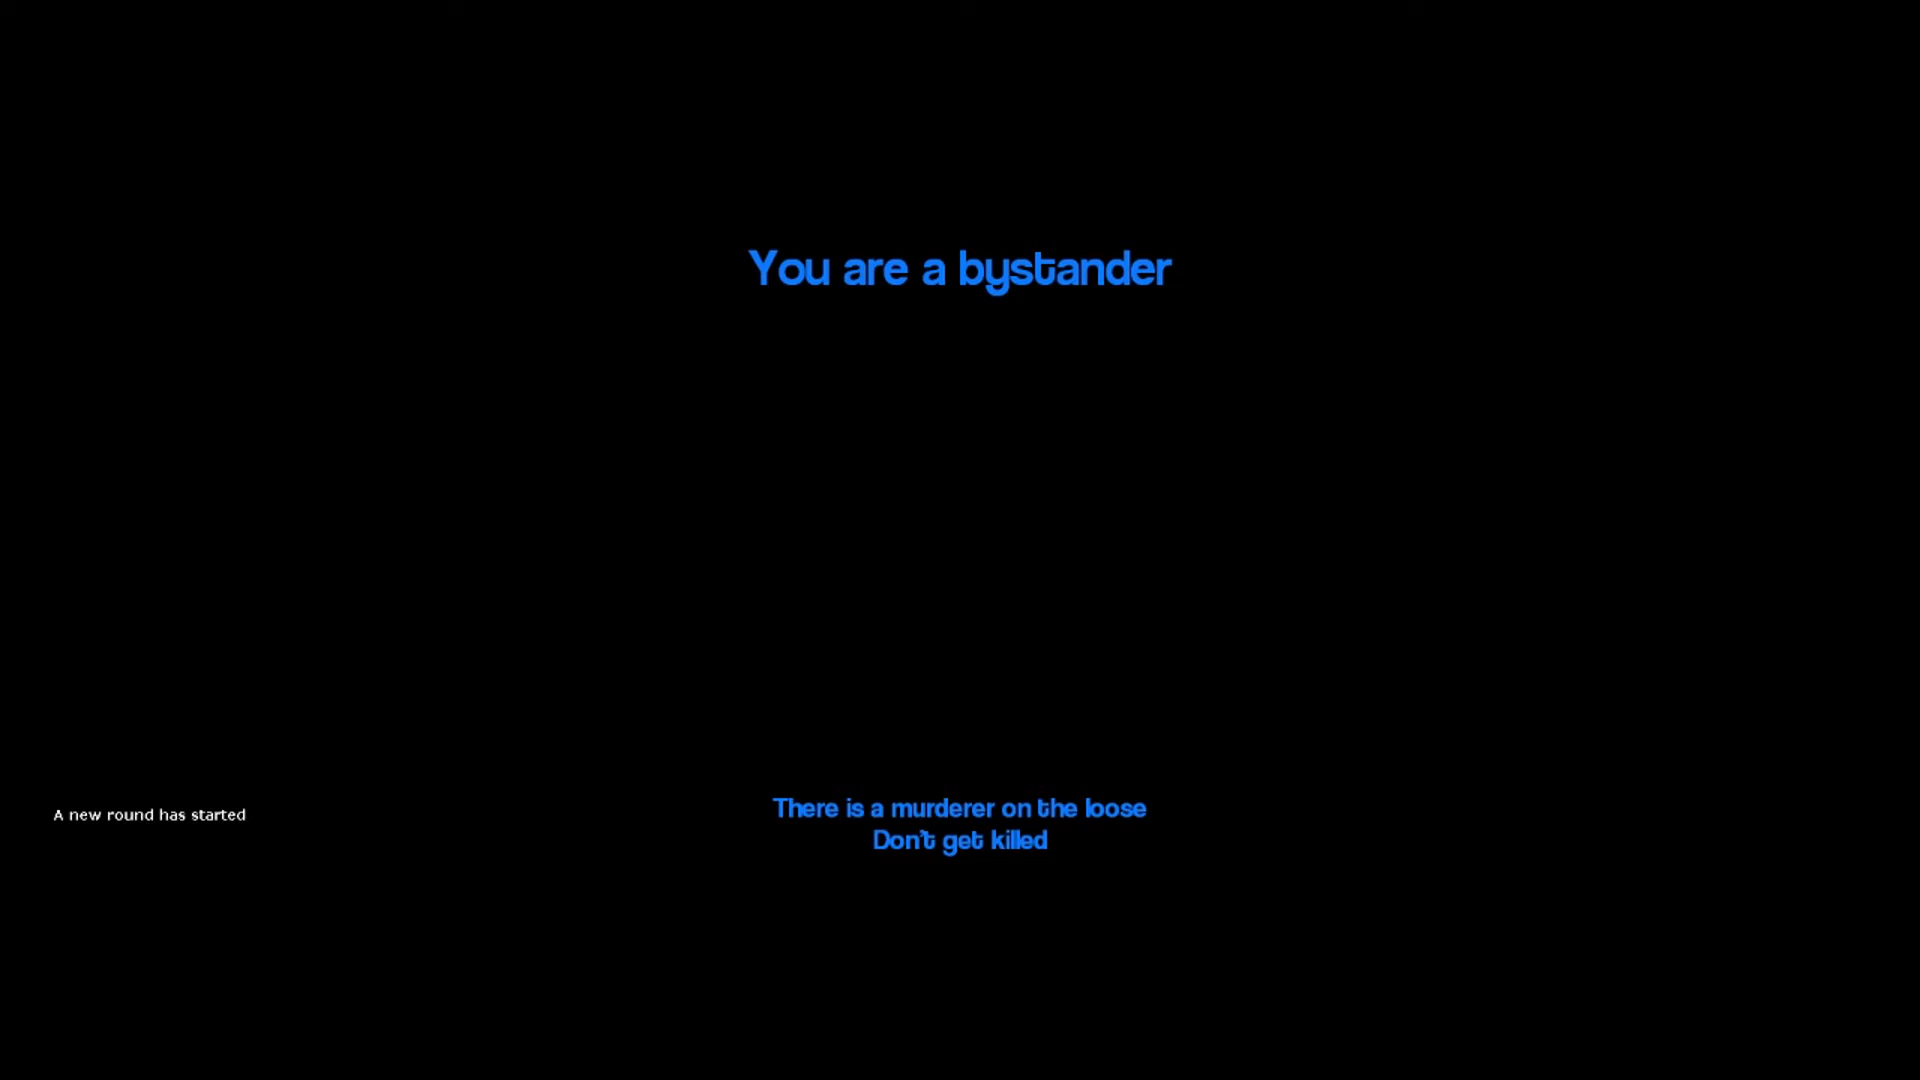 You are a bystander
A new round has started
There is a murderer on the loose
Don't get killed